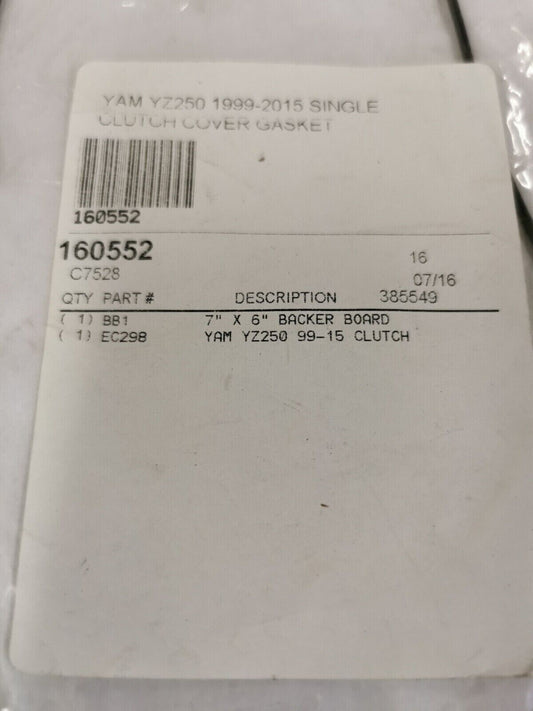 YAM YZ250 1999-2015 SINGLE
CLUTCH COVER GASKET
160552
160552
C7528
16
07/16
QTY PART # DESCRIPTION 385549
( 1) BB1 7" X 6" BACKER BOARD
( 1) EC298 YAM YZ250 99-15 CLUTCH